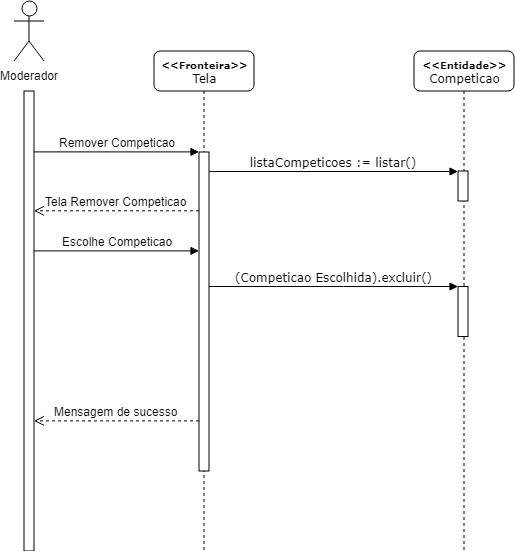 Moderador
<<Fronteira>>
Tela
<<Entidade>>
Competicao
Remover Competicao
listaCompeticoes := listar()
Tela Remover Competicao
Escolhe Competicao
(Competicao Escolhida).excluir()
Mensagem de sucesso